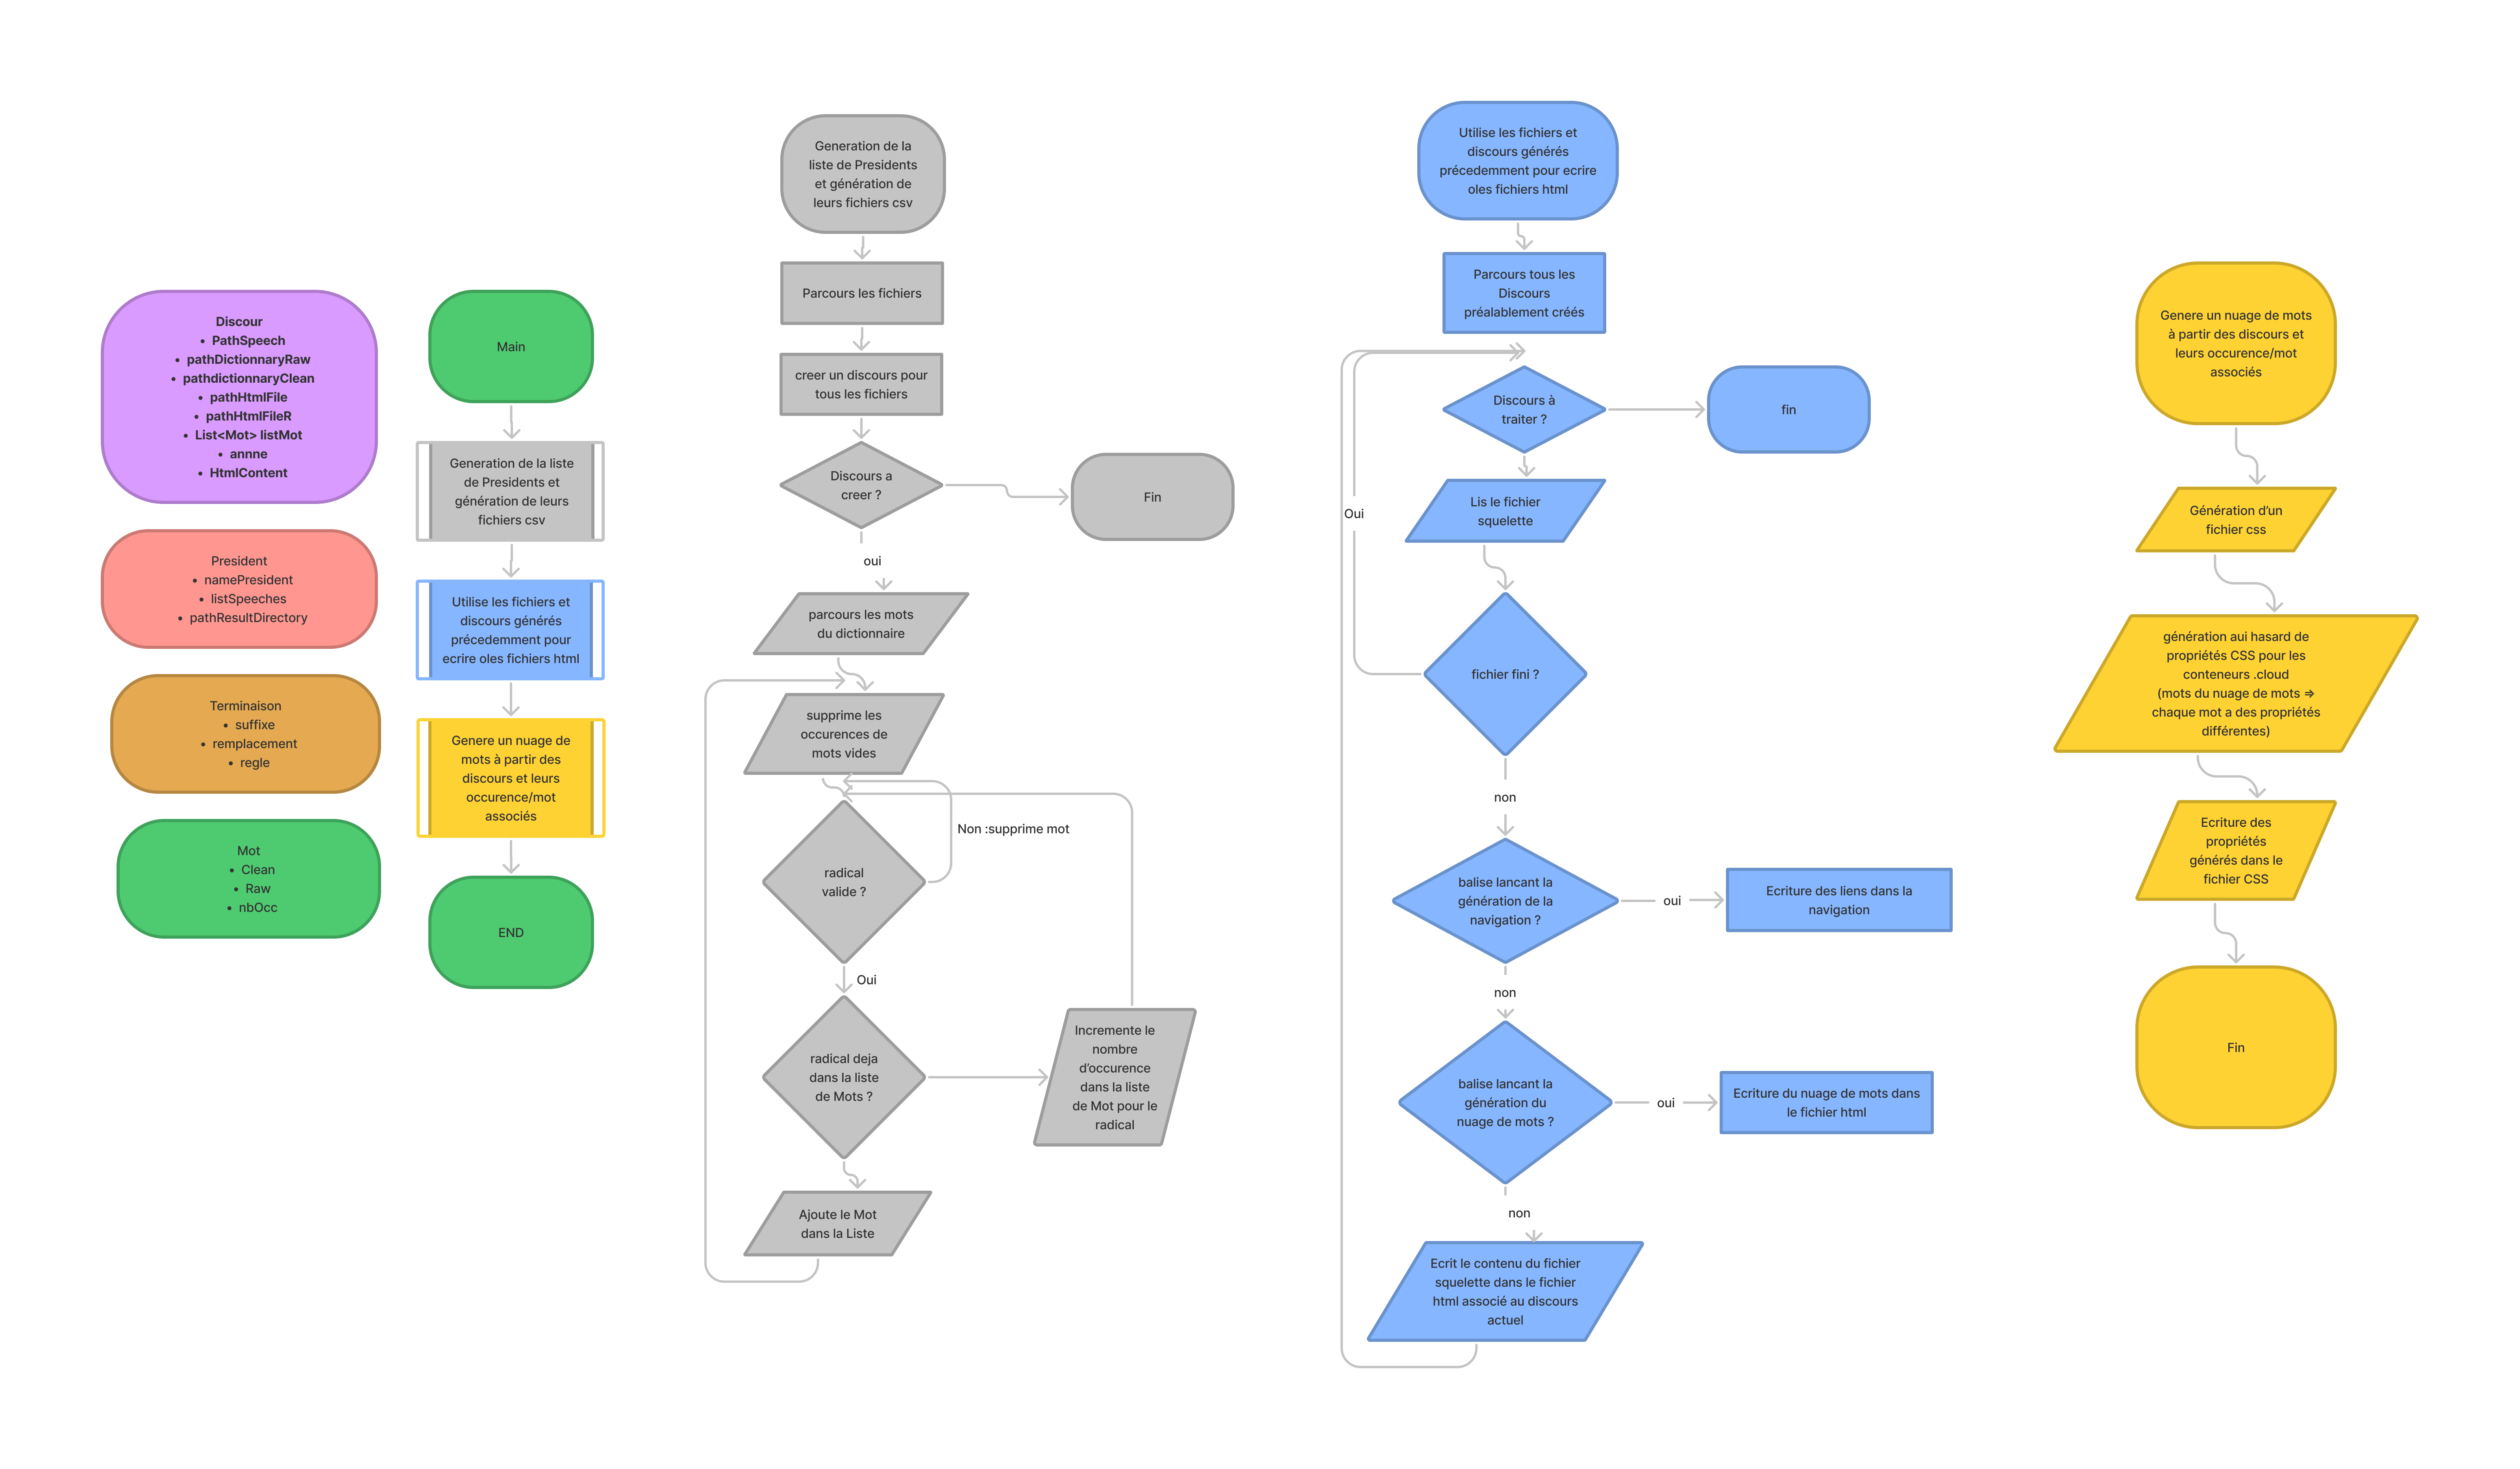 Discour
• PathSpeech
• pathDictionnaryRaw
• pathdictionnaryClean
• pathHtmlFile
• pathHtmlFileR
• List<Mot> listMot
• annne
• HtmlContent
President
• namePresident
• listSpeeches
• pathResultDirectory
Terminaison
• suffixe
• remplacement
• regle
Mot
• Clean
• Raw
• nbOcc
Main
Generation de la liste
de Presidents et
génération de leurs
fichiers csv
Utilise les fichiers et
discours générés
précedemment pour
ecrire oles fichiers html
Genere un nuage de
mots à partir des
discours et leurs
occurence/mot
associés
END
Generation de la
liste de Presidents
et génération de
leurs fichiers csv
Parcours les fichiers
creer un discours pour
tous les fichiers
Discours a
creer ?
Fin
oui
parcours les mots
du dictionnaire
supprime les
occurences de
mots vides
Non :supprime mot
radical
valide ?
Oui
radical deja
dans la liste
de Mots ?
Incremente le
nombre
d'occurence
dans la liste
de Mot pour le
radical
Ajoute le Mot
dans la Liste
Utilise les fichiers et
discours générés
précedemment pour ecrire
oles fichiers html
Parcours tous les
Discours
préalablement créés
Discours à
traiter ?
fin
Lis le fichier
squelette
Oui
fichier fini ?
non
balise lancant la
génération de la
navigation ?
oui
Ecriture des liens dans la
navigation
non
balise lancant la
génération du
nuage de mots ?
oui
Ecriture du nuage de mots dans
le fichier html
non
Ecrit le contenu du fichier
squelette dans le fichier
html associé au discours
actuel
Genere un nuage de mots
à partir des discours et
leurs occurence/mot
associés
Génération d'un
fichier css
génération aui hasard de
propriétés CSS pour les
conteneurs .cloud
(mots du nuage de mots =>
chaque mot a des propriétés
différentes)
Ecriture des
propriétés
générés dans le
fichier CSS
Fin